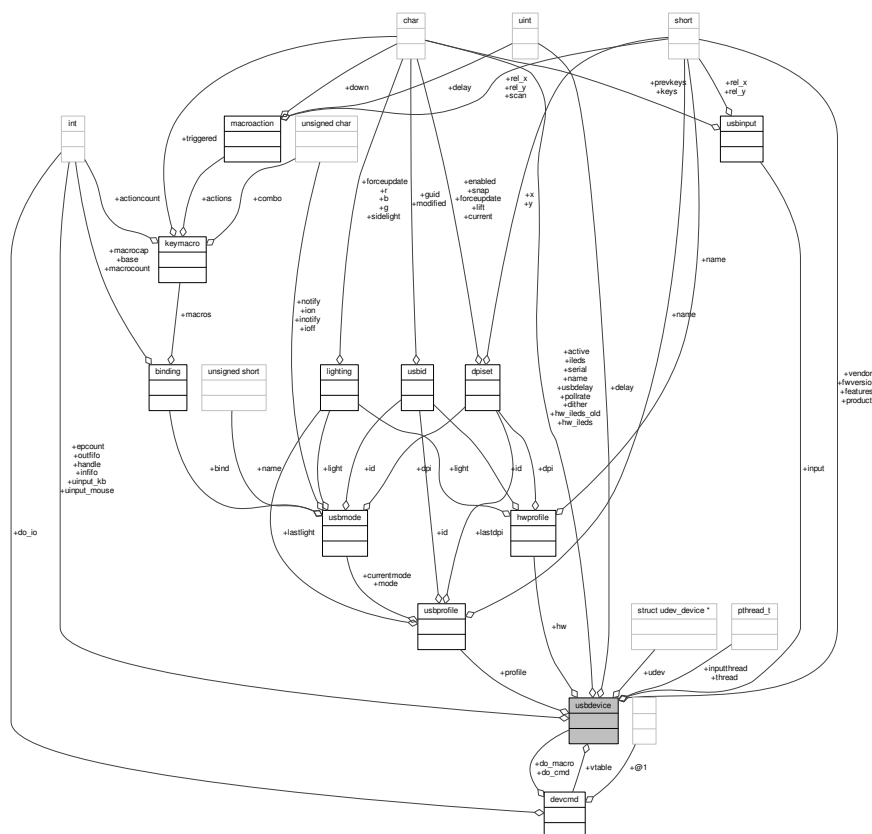 char
uint
short
+down
+delay
+rel_x
+rel_y
+scan
+prevkeys
+keys
+rel_x
+rel_y
int
macroaction
unsigned char
usbinput
+triggered
+actioncount
+actions
+combo
+forceupdate
+r
+b
+g
+sidelight
+guid
+modified
+enabled
+snap
+forceupdate
+lift
+current
+x
+y
keymacro
+macrocap
+base
+macrocount
+name
+macros
+notify
+ion
+inotify
+ioff
+name
binding
unsigned short
lighting
usbid
dpiset
+active
+ileds
+serial
+name
+usbdelay
+pollrate
+dither
+hw_ileds_old
+hw_ileds
+delay
+vendor
+fwversion
+features
+product
+epcount
+outfifo
+handle
+infifo
+uinput_kb
+uinput_mouse
+bind
+name
+light
+id
+dpi
+light
+id
+dpi
+input
usbmode
hwprofile
+do_io
+lastlight
+id
+lastdpi
+currentmode
+mode
usbprofile
struct udev_device *
pthread_t
+hw
+profile
+udev
+inputthread
+thread
usbdevice
+do_macro
+do_cmd
+vtable
+@1
devcmd